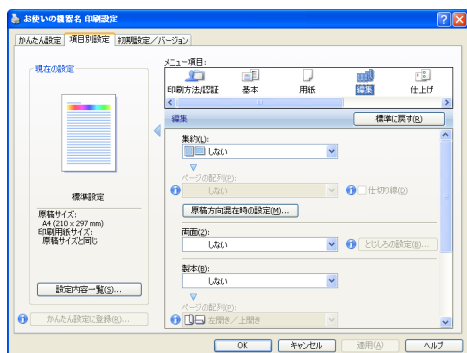 お使いの機器名 印刷設定
かんたん設定 項目別設定 初期設定／バージョン
現在の設定
標準設定
原稿サイズ:
A4 (210 x 297 mm)
印刷用紙サイズ:
原稿サイズと同じ
設定内容一覧(S)...
かんたん設定に登録(R)...
メニュー項目:
印刷方法/認証 基本 用紙 編集 仕上げ
編集 標準に戻す(R)
集約(L):
しない
ページの配列(P):
しない 仕切り線(D)
原稿方向混在時の設定(M)...
両面(2):
しない とじしろの設定(B)...
製本(B):
しない
ページの配列(P):
左開き／上開き
OK キャンセル 適用(A) ヘルプ